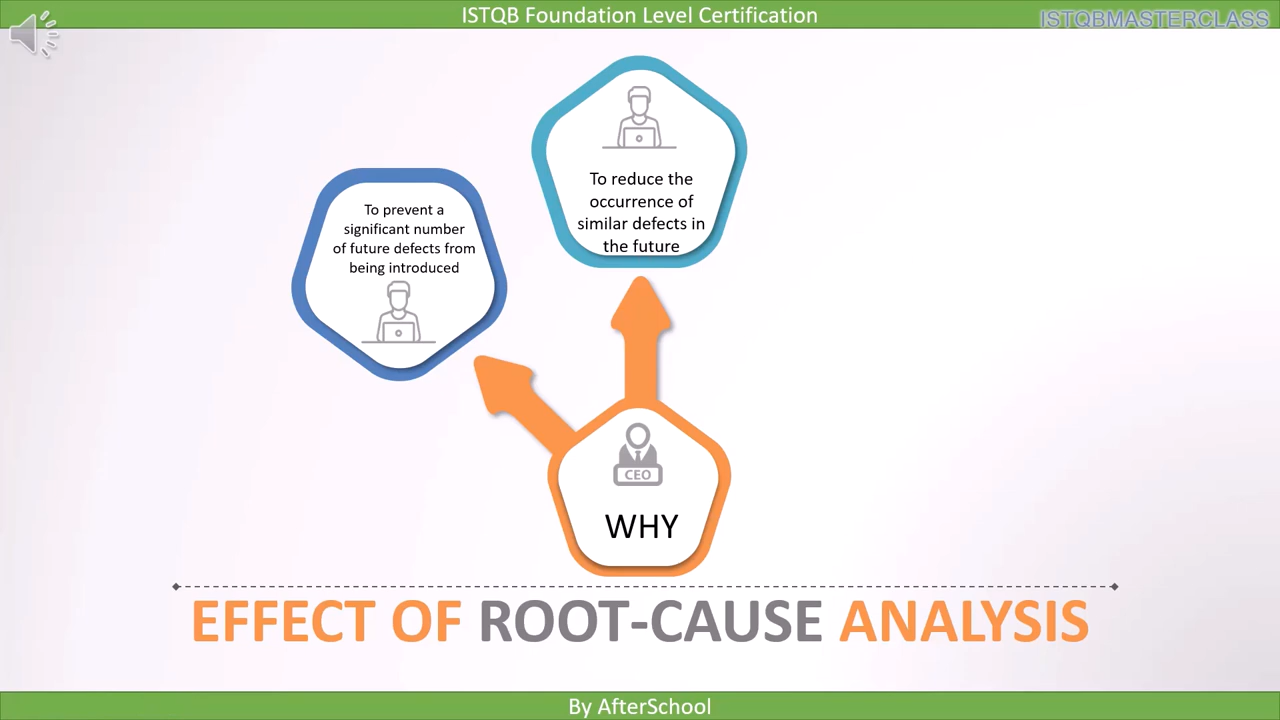 ISTQB Foundation Level Certification
ISTQBMASTERCLASS
To reduce the
occurrence of
similar defects in
the future
To prevent a
significant number
of future defects from
being introduced
CEO
WHY
EFFECT OF ROOT-CAUSE ANALYSIS
By AfterSchool